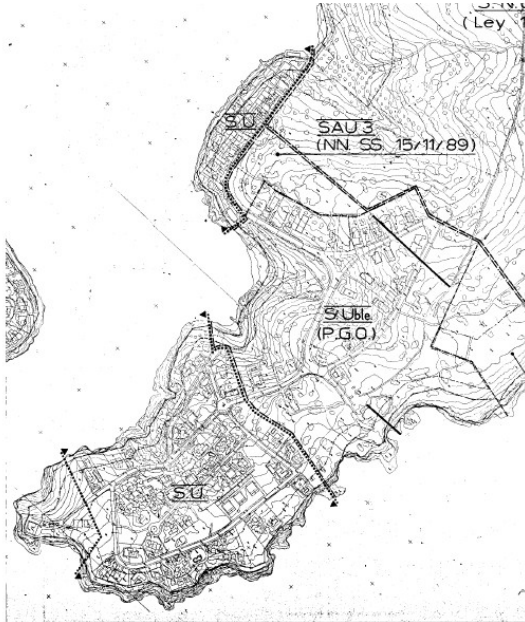 ( Ley
S.U.
SAU 3
(NN. SS. 15/11/89)
S.Uble.
(P.G.O.)
S.U.